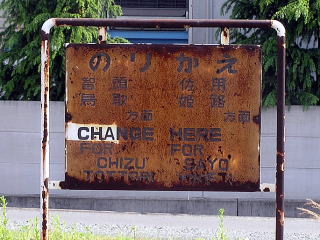 のりかえ
智頭 佐用
鳥取 姫路
方面 方面
CHANGE HERE
FOR FOR
CHIZU SAYO
TOTTORI